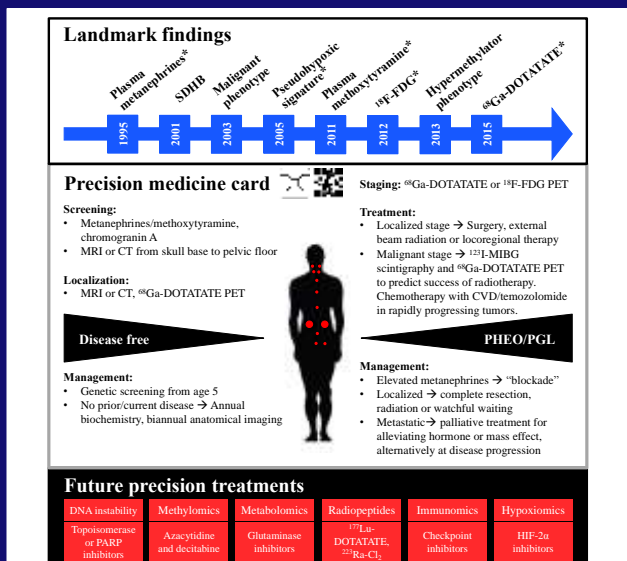 Landmark findings
Plasma
metanephrines*
SDHB
Malignant
phenotype
Pseudohypoxic
signature*
Plasma
methoxytyramine*
¹⁸F-FDG*
Hypermethylator
phenotype
⁶⁸Ga-DOTATATE*
1995
2001
2003
2005
2011
2012
2013
2015
Precision medicine card
Screening:
• Metanephrines/methoxytyramine,
chromogranin A
• MRI or CT from skull base to pelvic floor
Localization:
• MRI or CT, ⁶⁸Ga-DOTATATE PET
Disease free
Management:
• Genetic screening from age 5
• No prior/current disease → Annual
biochemistry, biannual anatomical imaging
Staging: ⁶⁸Ga-DOTATATE or ¹⁸F-FDG PET
Treatment:
• Localized stage → Surgery, external
beam radiation or locoregional therapy
• Malignant stage → ¹²³I-MIBG
scintigraphy and ⁶⁸Ga-DOTATATE PET
to predict success of radiotherapy.
Chemotherapy with CVD/temozolomide
in rapidly progressing tumors.
PHEO/PGL
Management:
• Elevated metanephrines → “blockade”
• Localized → complete resection,
radiation or watchful waiting
• Metastatic → palliative treatment for
alleviating hormone or mass effect,
alternatively at disease progression
Future precision treatments
DNA instability
Methylomics
Metabolomics
Radiopeptides
Immunomics
Hypoxiomics
Topoisomerase
or PARP
inhibitors
Azacytidine
and decitabine
Glutaminase
inhibitors
¹⁷⁷Lu-
DOTATATE,
²²³Ra-Cl₂
Checkpoint
inhibitors
HIF-2α
inhibitors